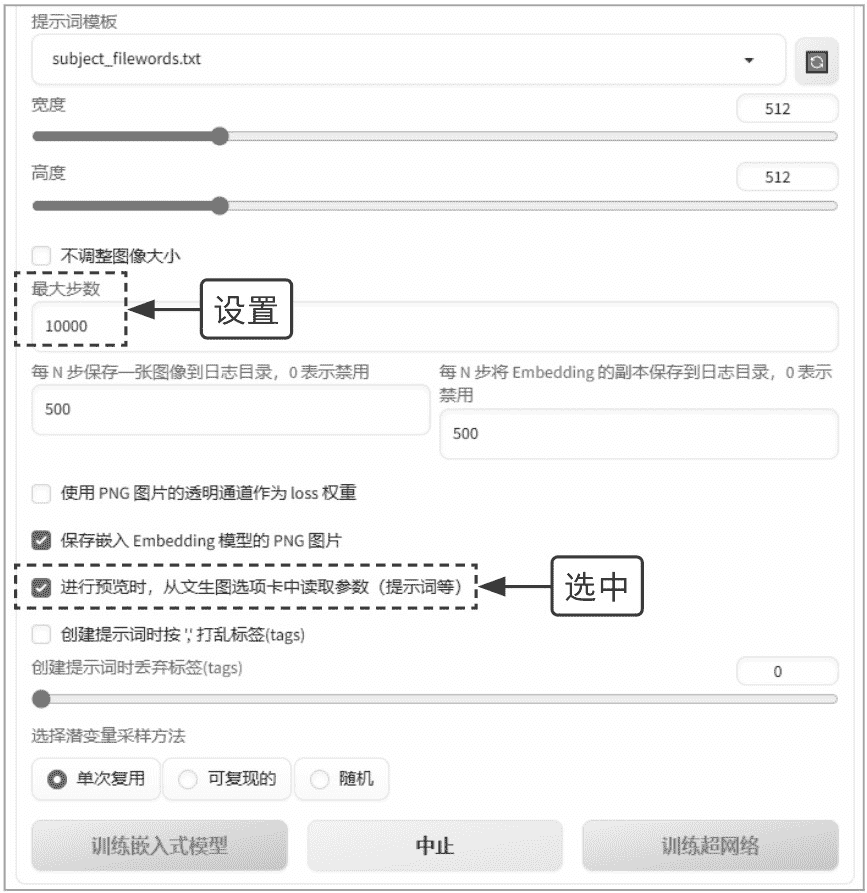 提示词模板
subject_filewords.txt
宽度
512
高度
512
不调整图像大小
最大步数
设置
10000
每 N 步保存一张图像到日志目录，0 表示禁用
500
每 N 步将 Embedding 的副本保存到日志目录，0 表示
禁用
500
使用 PNG 图片的透明通道作为 loss 权重
保存嵌入 Embedding 模型的 PNG 图片
进行预览时，从文生图选项卡中读取参数（提示词等）
选中
创建提示词时按 ',' 打乱标签(tags)
创建提示词时丢弃标签(tags)
0
选择潜变量采样方法
单次复用
可复现的
随机
训练嵌入式模型
中止
训练超网络